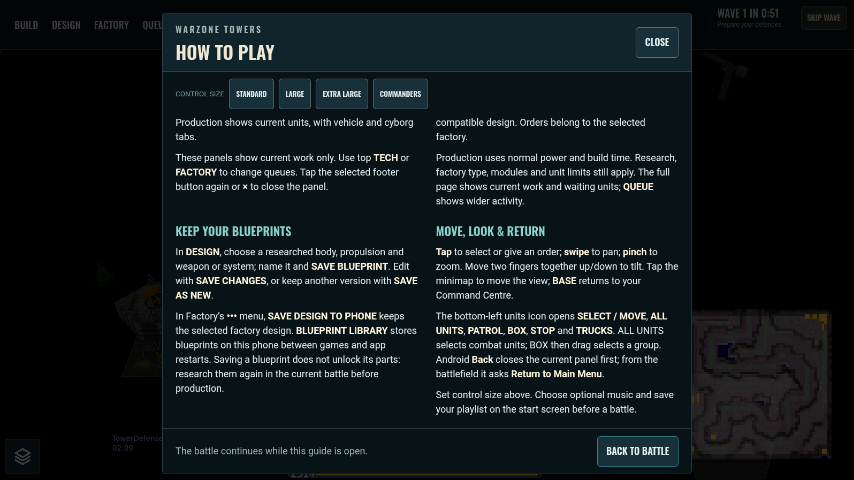 BUILD DESIGN FACTORY
WAVE 1 IN 0:51
Prepare your defences
SKIP WAVE
WARZONE TOWERS
HOW TO PLAY
CLOSE
CONTROL SIZE STANDARD LARGE EXTRA LARGE COMMANDERS
Production shows current units, with vehicle and cyborg
tabs.
These panels show current work only. Use top TECH or
FACTORY to change queues. Tap the selected footer
button again or × to close the panel.
KEEP YOUR BLUEPRINTS
In DESIGN, choose a researched body, propulsion and
weapon or system; name it and SAVE BLUEPRINT. Edit
with SAVE CHANGES, or keep another version with SAVE
AS NEW.
In Factory's ••• menu, SAVE DESIGN TO PHONE keeps
the selected factory design. BLUEPRINT LIBRARY stores
blueprints on this phone between games and app
restarts. Saving a blueprint does not unlock its parts:
research them again in the current battle before
production.
compatible design. Orders belong to the selected
factory.
Production uses normal power and build time. Research,
factory type, modules and unit limits still apply. The full
page shows current work and waiting units; QUEUE
shows wider activity.
MOVE, LOOK & RETURN
Tap to select or give an order; swipe to pan; pinch to
zoom. Move two fingers together up/down to tilt. Tap the
minimap to move the view; BASE returns to your
Command Centre.
The bottom-left units icon opens SELECT / MOVE, ALL
UNITS, PATROL, BOX, STOP and TRUCKS. ALL UNITS
selects combat units; BOX then drag selects a group.
Android Back closes the current panel first; from the
battlefield it asks Return to Main Menu.
Set control size above. Choose optional music and save
your playlist on the start screen before a battle.
TowerDefense
02:09
The battle continues while this guide is open.
BACK TO BATTLE